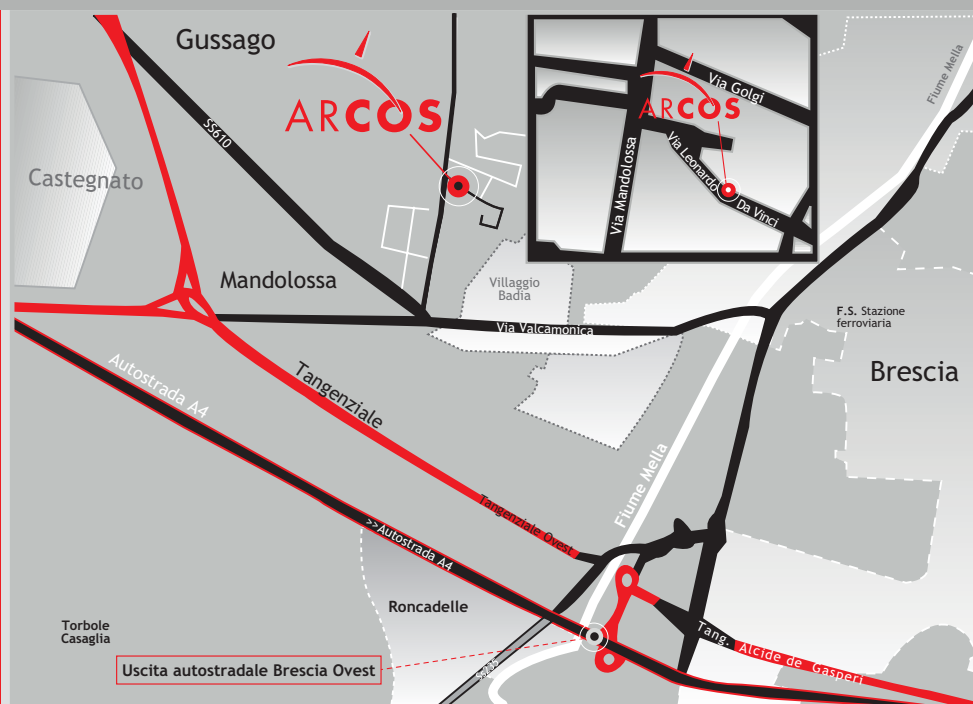 Gussago
ARCOS
SS610
Castegnato
Mandolossa
Villaggio
Badia
Via Valcamonica
Via Golgi
ARCOS
Via Mandolossa
Via Leonardo
Da Vinci
Fiume Mella
F.S. Stazione
ferroviaria
Brescia
Autostrada A4
Tangenziale
Fiume Mella
Tangenziale Ovest
>>Autostrada A4
Roncadelle
Torbole
Casaglia
Uscita autostradale Brescia Ovest
Tang. Alcide de Gasperi